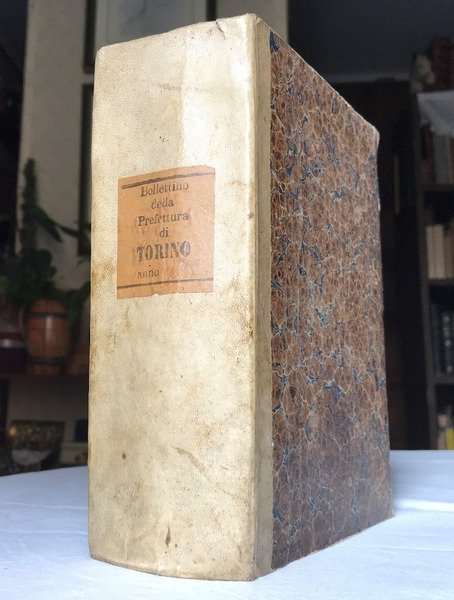 Bollettino
della
Prefettura
di
TORINO
anno